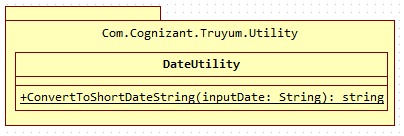 Com.Cognizant.Truyum.Utility
DateUtility
+ConvertToShortDateString(inputDate: String): string